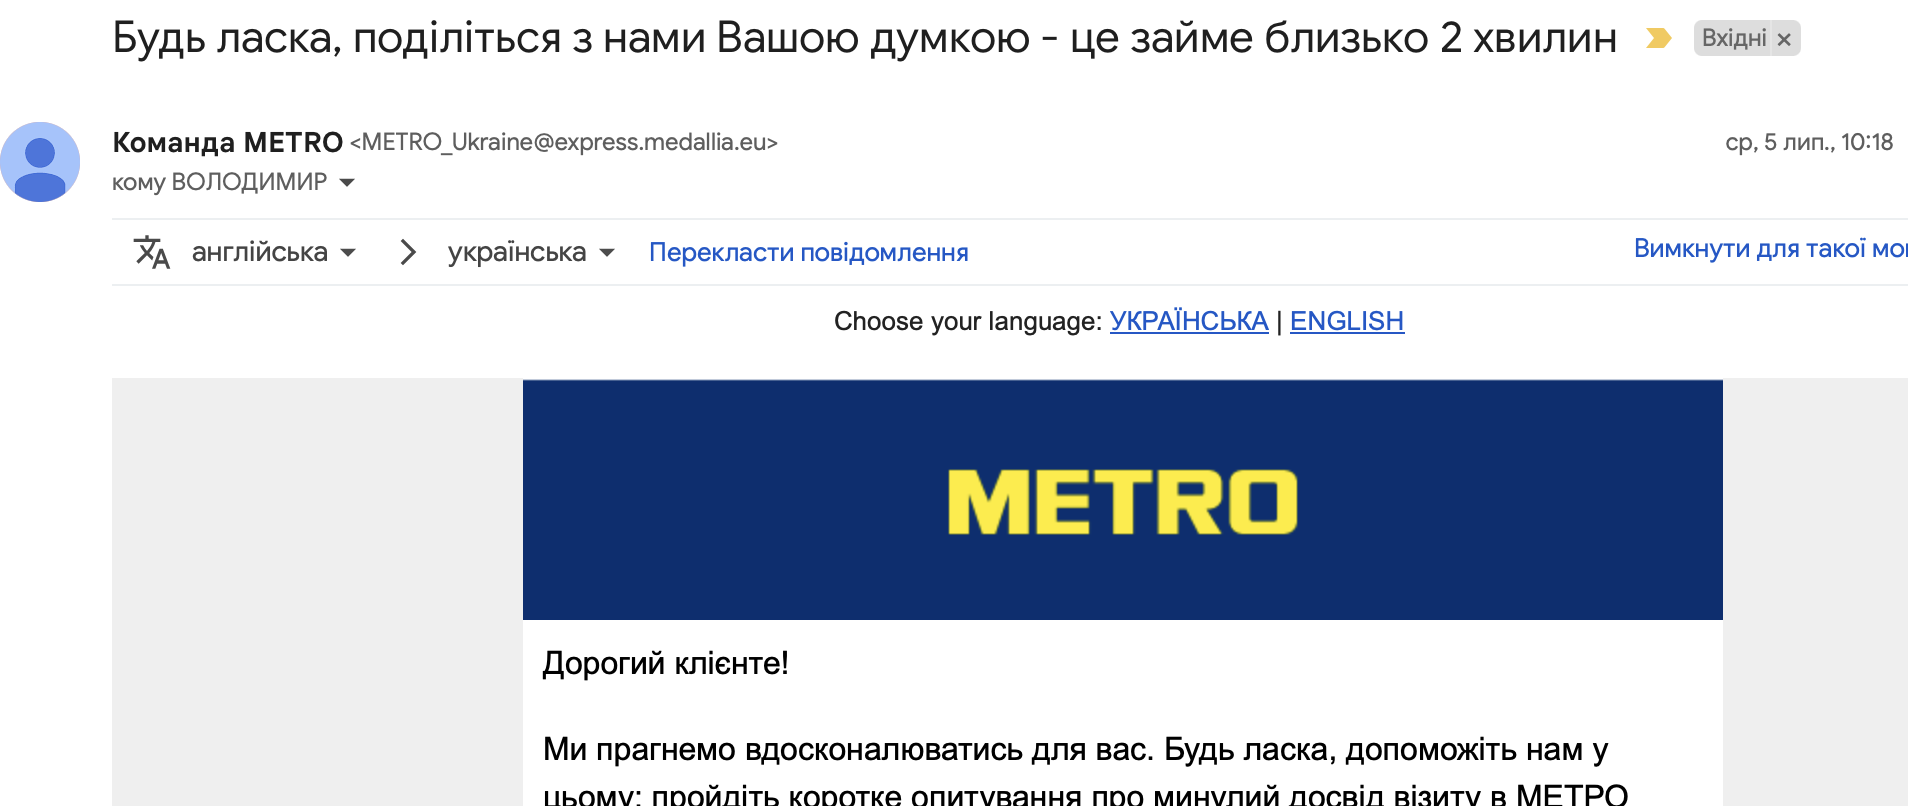 Будь ласка, поділіться з нами Вашою думкою - це займе близько 2 хвилин Вхідні ×
Команда METRO <METRO_Ukraine@express.medallia.eu> ср, 5 лип., 10:18
кому ВОЛОДИМИР
англійська > українська Перекласти повідомлення Вимкнути для такої мо
Choose your language: УКРАЇНСЬКА | ENGLISH
METRO
Дорогий клієнте!
Ми прагнемо вдосконалюватись для вас. Будь ласка, допоможіть нам у
цьому: пройдіть коротке опитування про минулий досвід візиту в МЕТРО